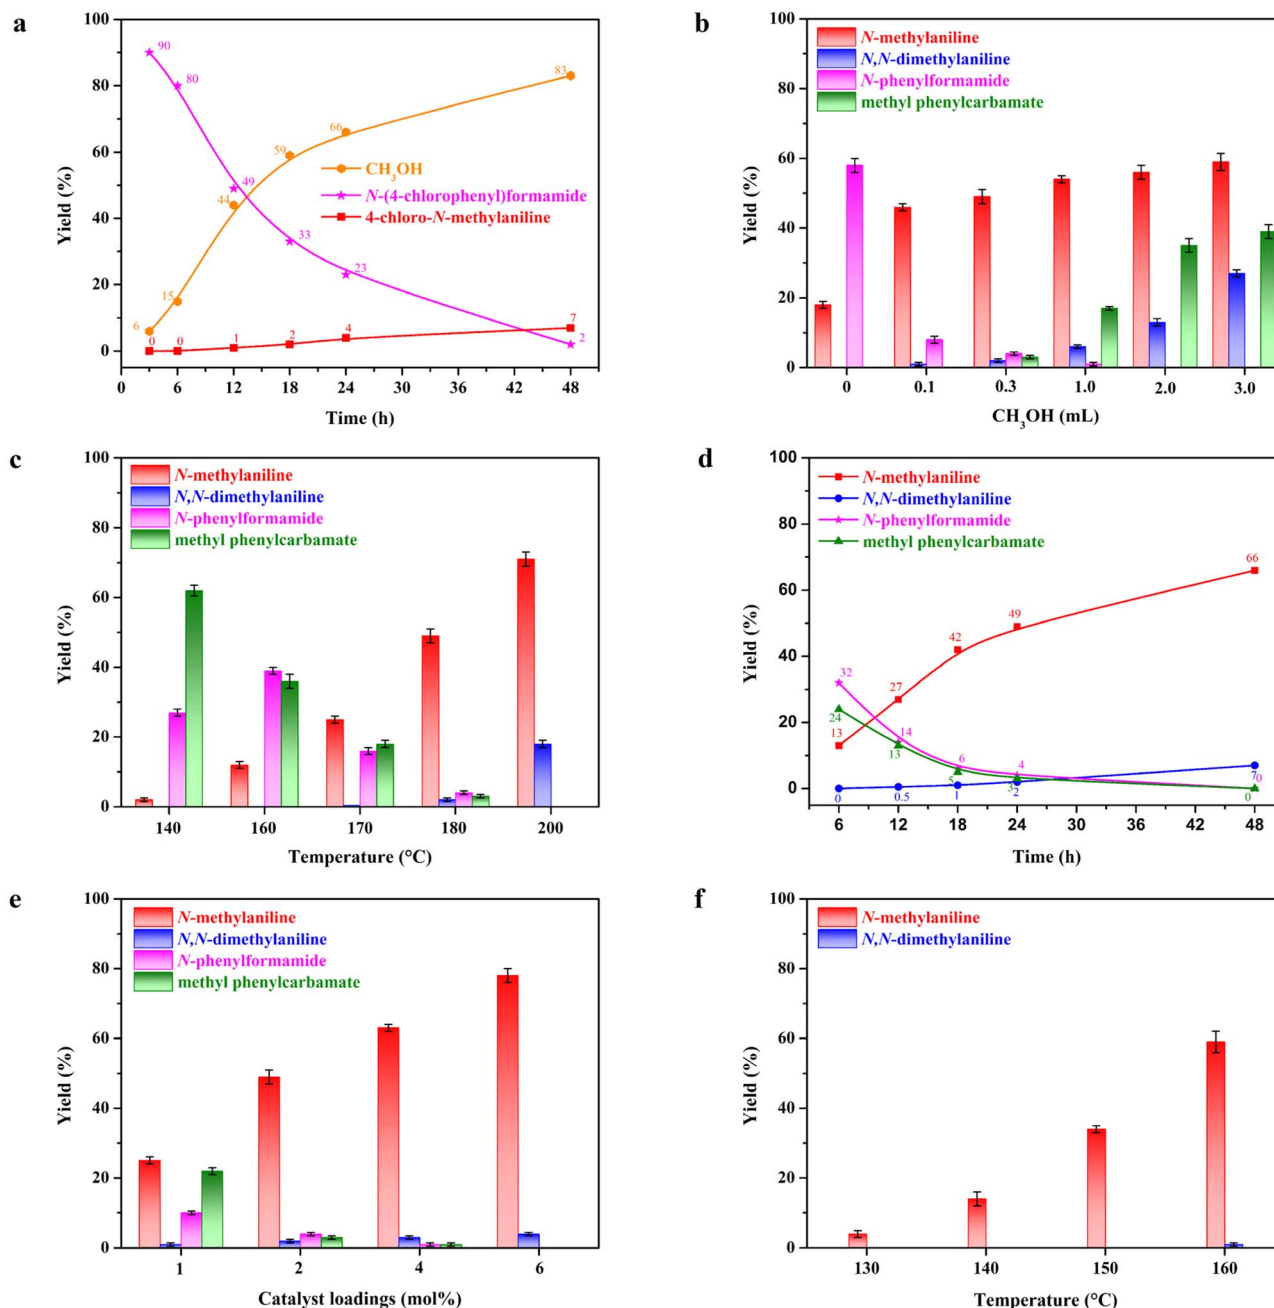 a
100
80
60
40
20
0
Yield (%)
90
80
49
33
23
2
6
15
44
59
66
83
0
0
1
2
4
7
CH₃OH
N-(4-chlorophenyl)formamide
4-chloro-N-methylaniline
0 6 12 18 24 30 36 42 48
Time (h)
b
100
80
60
40
20
0
Yield (%)
N-methylaniline
N,N-dimethylaniline
N-phenylformamide
methyl phenylcarbamate
0 0.1 0.3 1.0 2.0 3.0
CH₃OH (mL)
c
100
80
60
40
20
0
Yield (%)
N-methylaniline
N,N-dimethylaniline
N-phenylformamide
methyl phenylcarbamate
140 160 170 180 200
Temperature (°C)
d
100
80
60
40
20
0
Yield (%)
N-methylaniline
N,N-dimethylaniline
N-phenylformamide
methyl phenylcarbamate
13
27
42
49
66
32
14
6
4
0
24
13
5
3
0
0
0.5
1
2
7
6 12 18 24 30 36 42 48
Time (h)
e
100
80
60
40
20
0
Yield (%)
N-methylaniline
N,N-dimethylaniline
N-phenylformamide
methyl phenylcarbamate
1 2 4 6
Catalyst loadings (mol%)
f
100
80
60
40
20
0
Yield (%)
N-methylaniline
N,N-dimethylaniline
130 140 150 160
Temperature (°C)